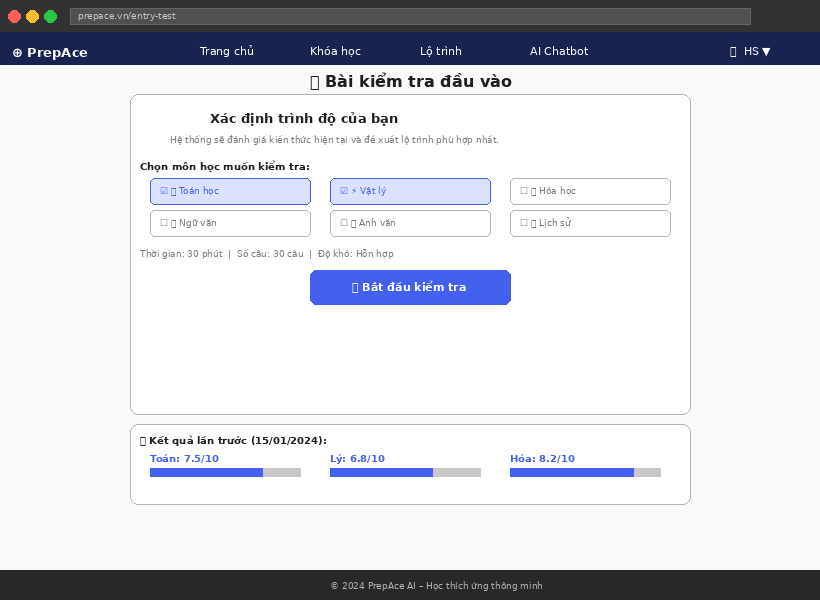 prepace.vn/entry-test
⊕ PrepAce Trang chủ Khóa học Lộ trình AI Chatbot HS ▼
Bài kiểm tra đầu vào
Xác định trình độ của bạn
Hệ thống sẽ đánh giá kiến thức hiện tại và đề xuất lộ trình phù hợp nhất.
Chọn môn học muốn kiểm tra:
☑ Toán học ☑ ⚡ Vật lý ☐ Hóa học
☐ Ngữ văn ☐ Anh văn ☐ Lịch sử
Thời gian: 30 phút | Số câu: 30 câu | Độ khó: Hỗn hợp
Bắt đầu kiểm tra
Kết quả lần trước (15/01/2024):
Toán: 7.5/10 Lý: 6.8/10 Hóa: 8.2/10
© 2024 PrepAce AI – Học thích ứng thông minh